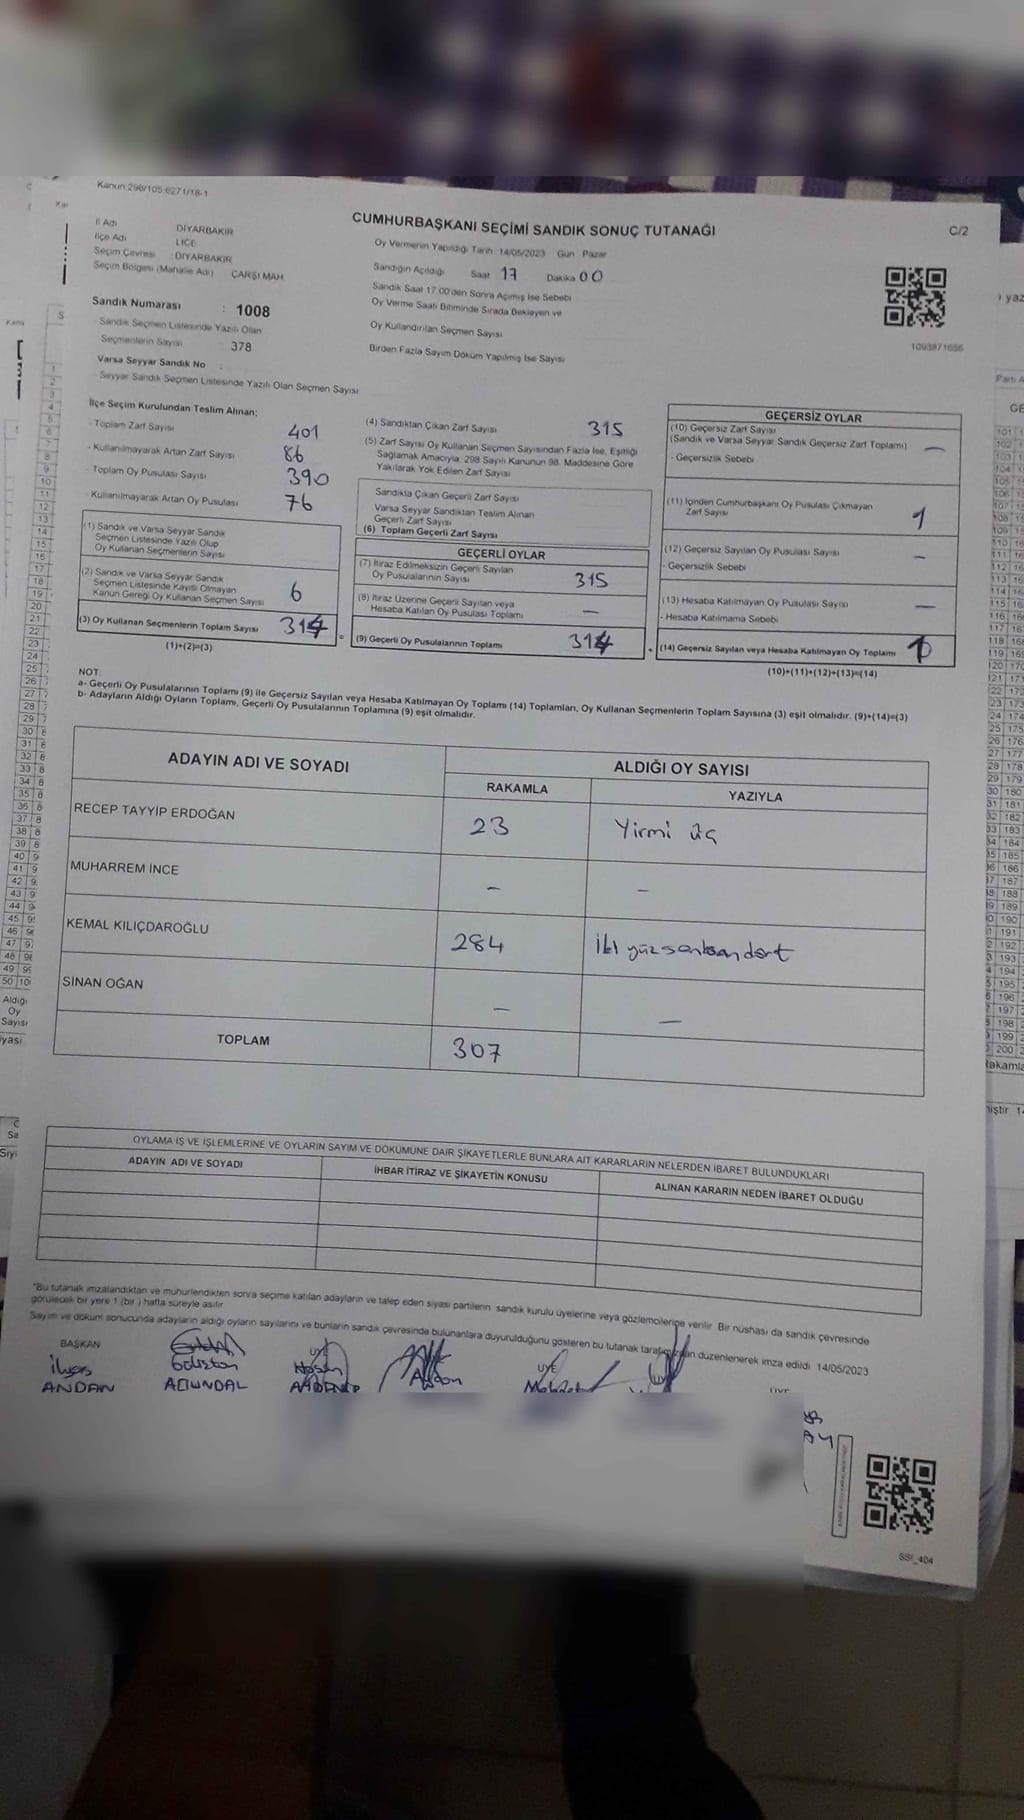 Kanun:298/105,6271/18-1
CUMHURBAŞKANI SEÇİMİ SANDIK SONUÇ TUTANAĞI
C/2
İl Adı DİYARBAKIR
İlçe Adı LİCE
Seçim Çevresi : DİYARBAKIR
Seçim Bölgesi (Mahalle Adı) ÇARŞI MAH
Oy Vermenin Yapıldığı Tarih 14/05/2023 Gün Pazar
Sandığın Açıldığı Saat 17 Dakika 00
Sandık Saat 17:00'den Sonra Açımış İse Sebebi
Oy Verme Saati Bitiminde Sırada Bekleyen ve
Oy Kullandırılan Seçmen Sayısı
Birden Fazla Sayım Döküm Yapılmış İse Sayısı
1093871656
Sandık Numarası : 1008
Sandık Seçmen Listesinde Yazılı Olan
Seçmenlerin Sayısı : 378
Varsa Seyyar Sandık No :
Seyyar Sandık Seçmen Listesinde Yazılı Olan Seçmen Sayısı
İlçe Seçim Kurulundan Teslim Alınan;
- Toplam Zarf Sayısı 401
- Kullanılmayarak Artan Zarf Sayısı 86
- Toplam Oy Pusulası Sayısı 390
- Kullanılmayarak Artan Oy Pusulası 76
(1) Sandık ve Varsa Seyyar Sandık
Seçmen Listesinde Yazılı Olup
Oy Kullanan Seçmenlerin Sayısı
(2) Sandık ve Varsa Seyyar Sandık
Seçmen Listesinde Kayıtlı Olmayan
Kanun Gereği Oy Kullanan Seçmen Sayısı 6
(3) Oy Kullanan Seçmenlerin Toplam Sayısı
(1)+(2)=(3)
(4) Sandıktan Çıkan Zarf Sayısı 315
(5) Zarf Sayısı Oy Kullanan Seçmen Sayısından Fazla İse, Eşitliği
Sağlamak Amacıyla; 298 Sayılı Kanunun 98. Maddesine Göre
Yakılarak Yok Edilen Zarf Sayısı
Sandıkta Çıkan Geçerli Zarf Sayısı
Varsa Seyyar Sandıktan Teslim Alınan
Geçerli Zarf Sayısı
(6) Toplam Geçerli Zarf Sayısı
GEÇERLİ OYLAR
(7) İtiraz Edilmeksizin Geçerli Sayılan
Oy Pusulalarının Sayısı 315
(8) İtiraz Üzerine Geçerli Sayılan veya
Hesaba Katılan Oy Pusulası Toplamı —
(9) Geçerli Oy Pusulalarının Toplamı
GEÇERSİZ OYLAR
(10) Geçersiz Zarf Sayısı
(Sandık ve Varsa Seyyar Sandık Geçersiz Zarf Toplamı) —
- Geçersizlik Sebebi
(11) İçinden Cumhurbaşkanı Oy Pusulası Çıkmayan
Zarf Sayısı 1
(12) Geçersiz Sayılan Oy Pusulası Sayısı —
- Geçersizlik Sebebi
(13) Hesaba Katılmayan Oy Pusulası Sayısı —
- Hesaba Katılmama Sebebi
(14) Geçersiz Sayılan veya Hesaba Katılmayan Oy Toplamı
(10)+(11)+(12)+(13)=(14)
NOT:
a- Geçerli Oy Pusulalarının Toplamı (9) ile Geçersiz Sayılan veya Hesaba Katılmayan Oy Toplamı (14) Toplamları, Oy Kullanan Seçmenlerin Toplam Sayısına (3) eşit olmalıdır. (9)+(14)=(3)
b- Adayların Aldığı Oyların Toplamı, Geçerli Oy Pusulalarının Toplamına (9) eşit olmalıdır.
ADAYIN ADI VE SOYADI ALDIĞI OY SAYISI
RAKAMLA YAZIYLA
RECEP TAYYİP ERDOĞAN 23 Yirmi üç
MUHARREM İNCE — —
KEMAL KILIÇDAROĞLU 284 İki yüzseksendört
SİNAN OĞAN — —
TOPLAM 307
OYLAMA İŞ VE İŞLEMLERİNE VE OYLARIN SAYIM VE DÖKÜMÜNE DAİR ŞİKAYETLERLE BUNLARA AİT KARARLARIN NELERDEN İBARET BULUNDUKLARI
ADAYIN ADI VE SOYADI İHBAR İTİRAZ VE ŞİKAYETİN KONUSU ALINAN KARARIN NEDEN İBARET OLDUĞU
*Bu tutanak imzalandıktan ve mühürlendikten sonra seçime katılan adayların ve talep eden siyasi partilerin sandık kurulu üyelerine veya gözlemcilerine verilir. Bir nüshası da sandık çevresinde
görülecek bir yere 1 (bir) hafta süreyle asılır.
Sayım ve döküm sonucunda adayların aldığı oyların sayılarını ve bunların sandık çevresinde bulunanlara duyurulduğunu gösteren bu tutanak tarafımızdan düzenlenerek imza edildi. 14/05/2023
BAŞKAN ÜYE ÜYE ÜYE
ilyas
ANDAN
SSI_404